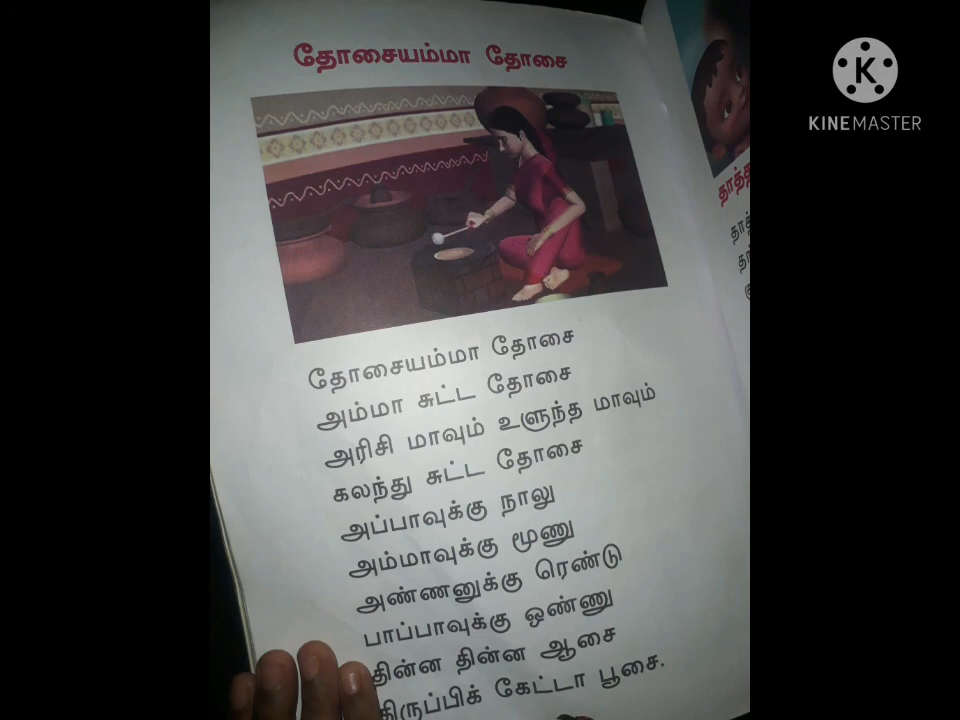 தோசையம்மா தோசை
தோசையம்மா தோசை
அம்மா சுட்ட தோசை
அரிசி மாவும் உளுந்த மாவும்
கலந்து சுட்ட தோசை
அப்பாவுக்கு நாலு
அம்மாவுக்கு மூணு
அண்ணனுக்கு ரெண்டு
பாப்பாவுக்கு ஒண்ணு
தின்ன தின்ன ஆசை
திருப்பிக் கேட்டா பூசை.
K
KINEMASTER